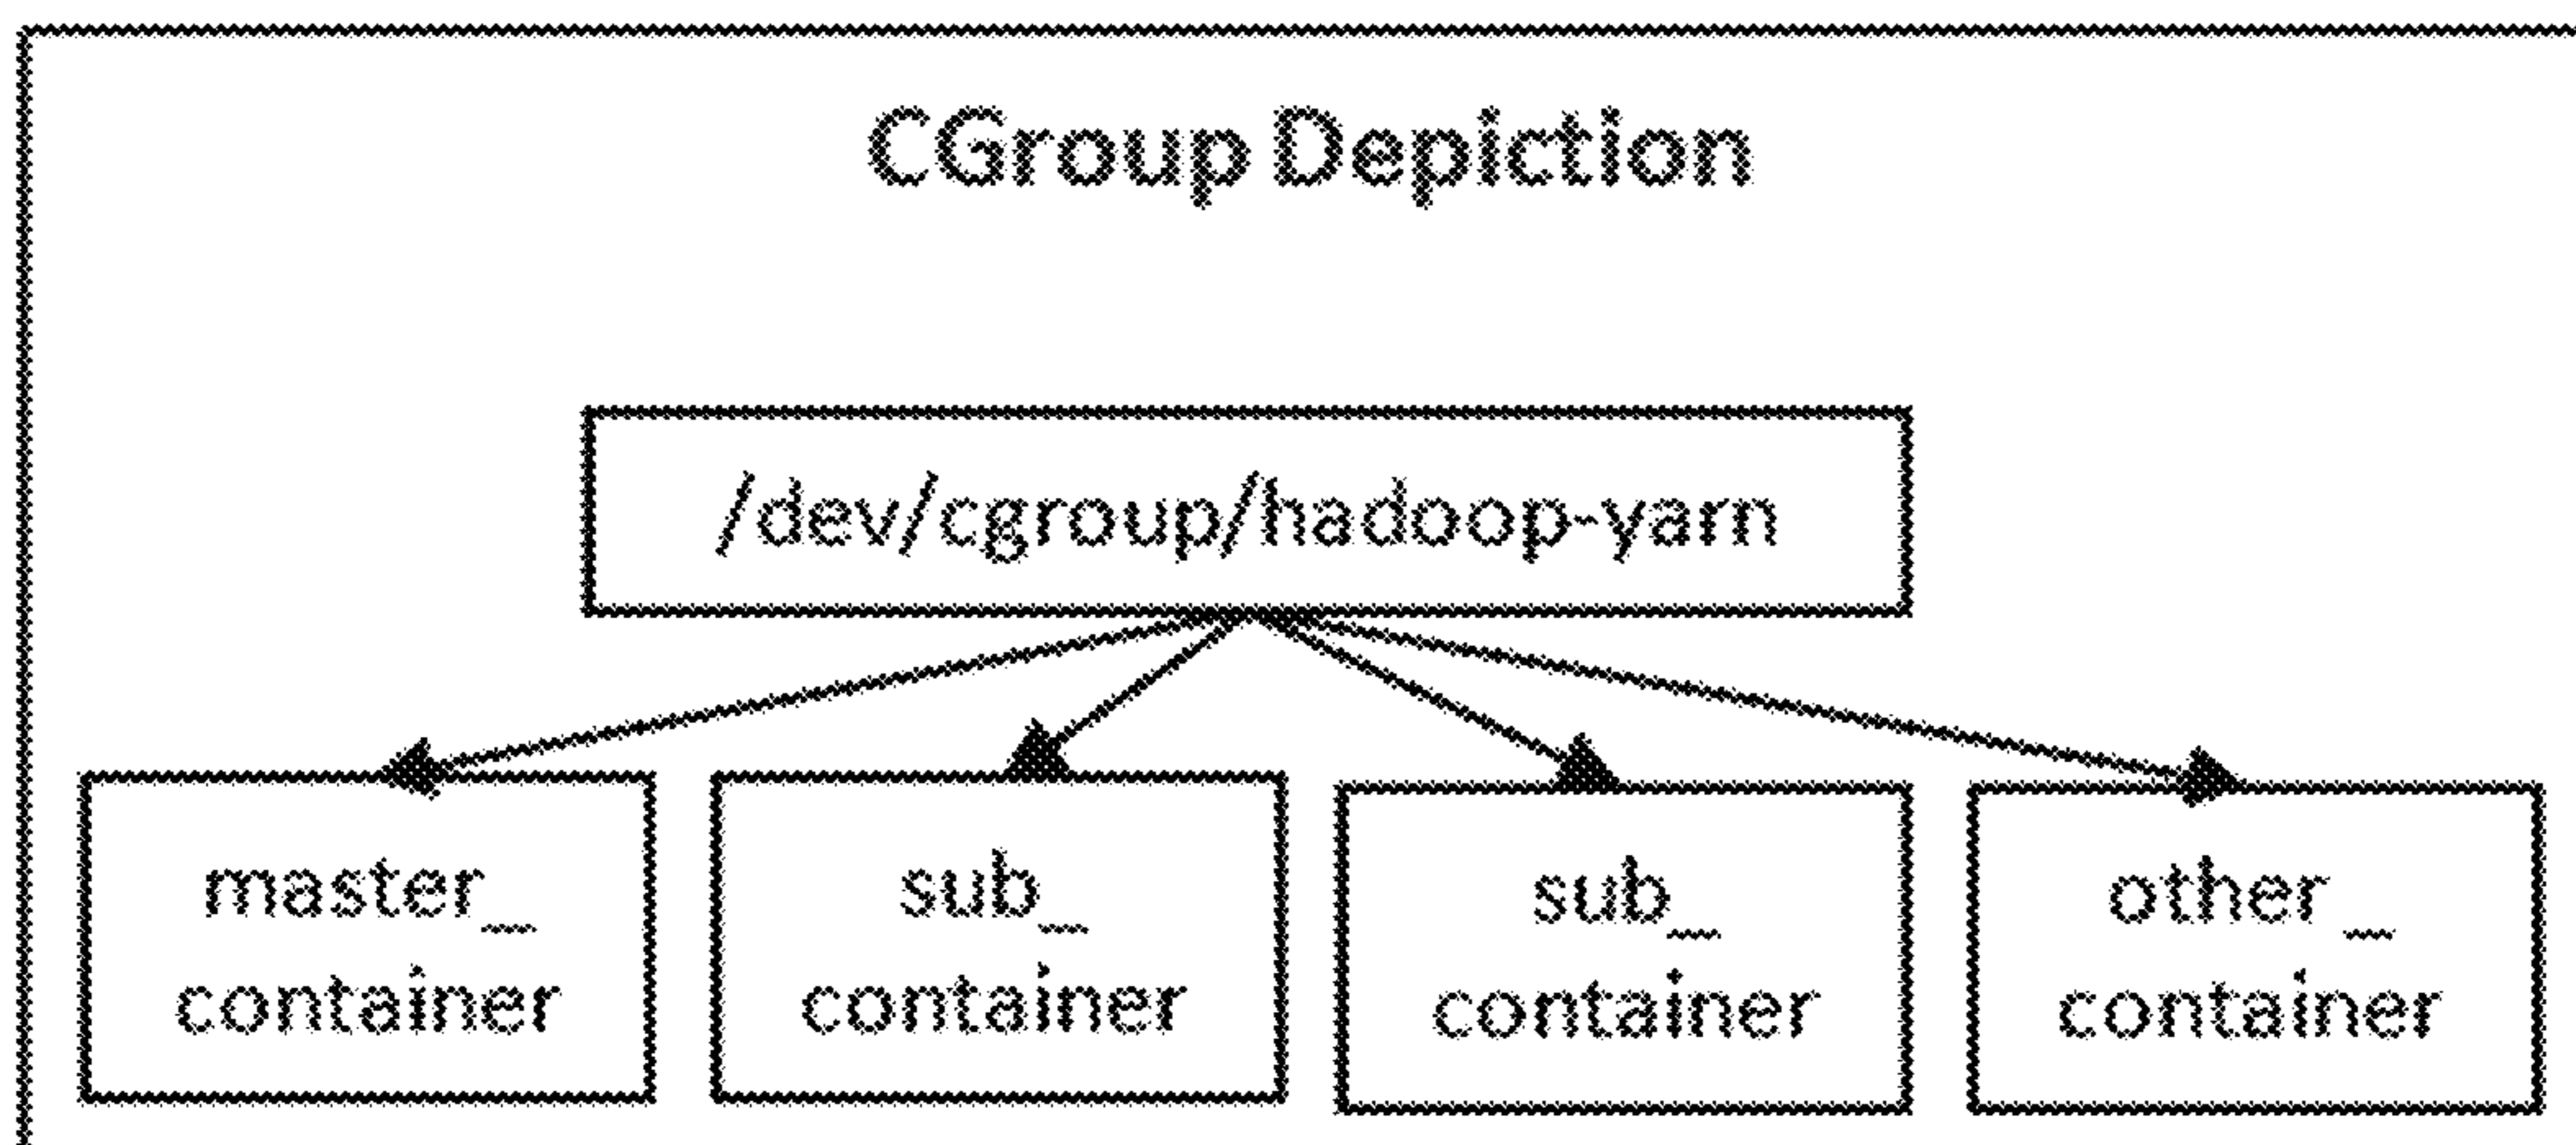 CGroup Depiction
/dev/cgroup/hadoop-yarn
master_
container
sub_
container
sub_
container
other_
container